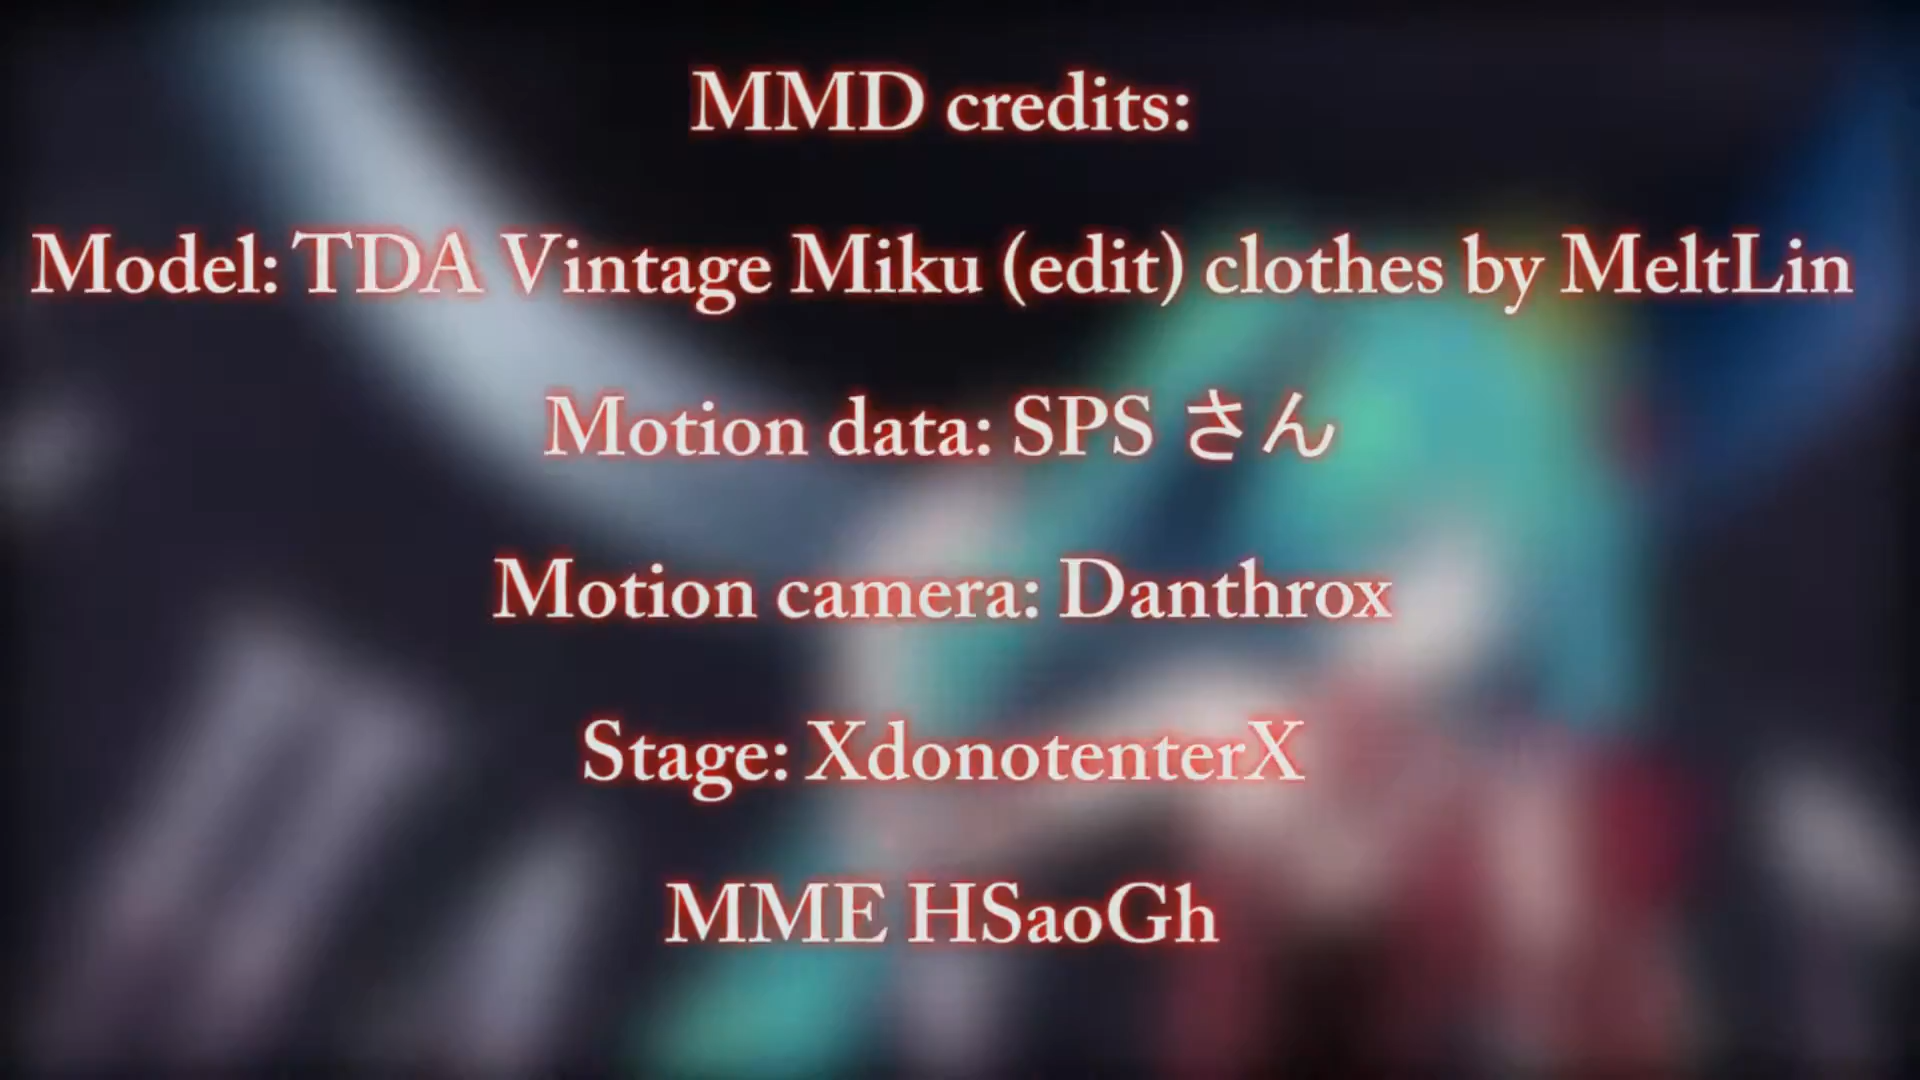 MMD credits:
Model: TDA Vintage Miku (edit) clothes by MeltLin
Motion data: SPS さん
Motion camera: Danthrox
Stage: XdonotenterX
MME HSaoGh